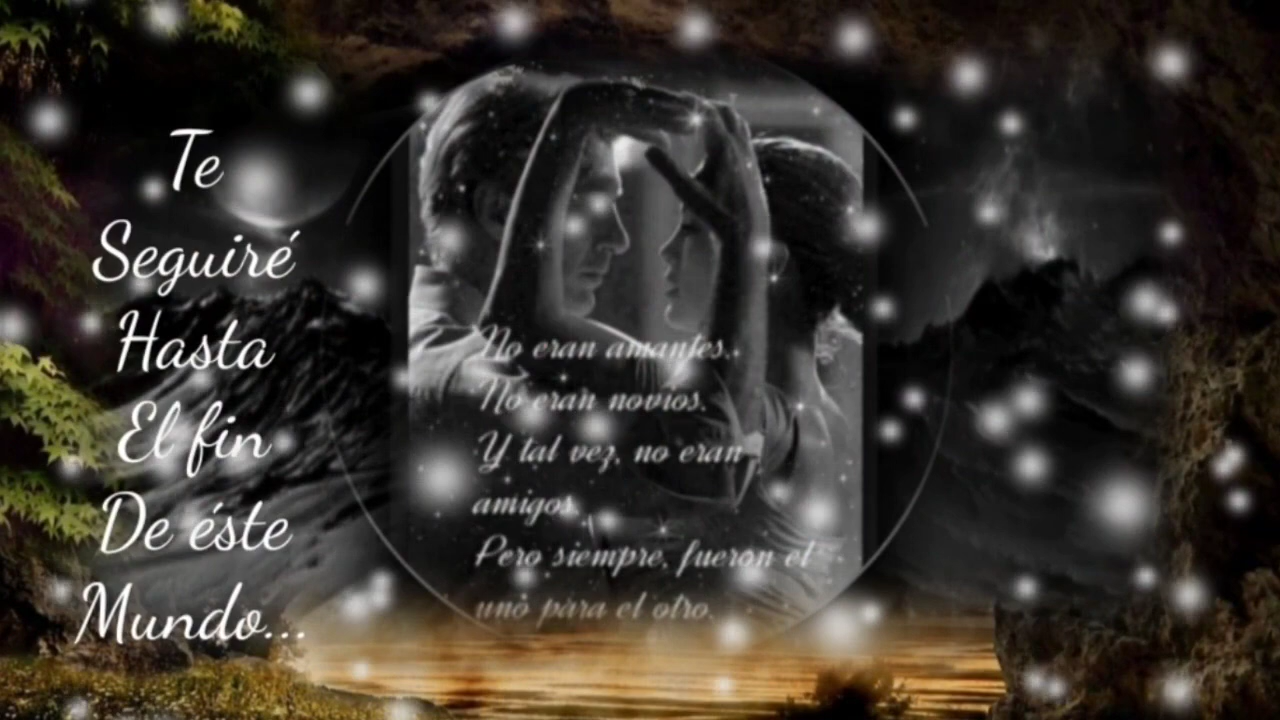 Te
Seguiré
Hasta
El fin
De éste
Mundo...
No eran amantes.
No eran novios.
Y tal vez, no eran
amigos.
Pero siempre, fueron el
uno para el otro.